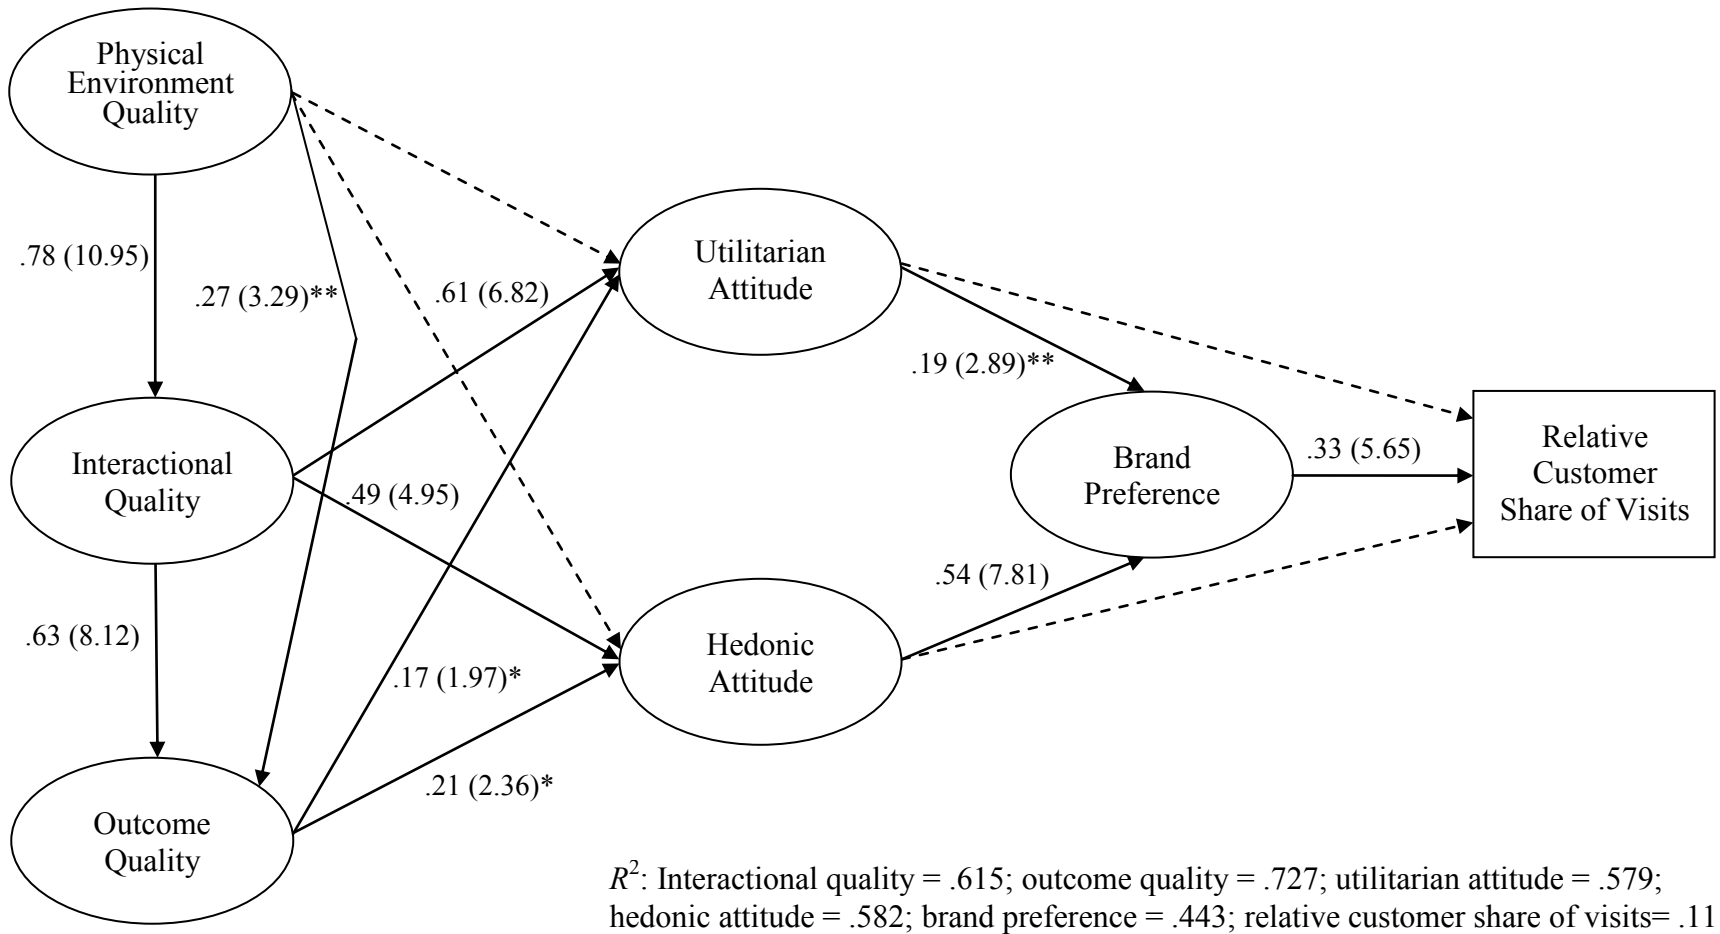 Physical
Environment
Quality
.78 (10.95)
.27 (3.29)**
.61 (6.82)
Utilitarian
Attitude
.19 (2.89)**
Interactional
Quality
.49 (4.95)
Brand
Preference
.33 (5.65)
Relative
Customer
Share of Visits
.54 (7.81)
.63 (8.12)
Hedonic
Attitude
.17 (1.97)*
.21 (2.36)*
Outcome
Quality
R²: Interactional quality = .615; outcome quality = .727; utilitarian attitude = .579;
hedonic attitude = .582; brand preference = .443; relative customer share of visits= .11